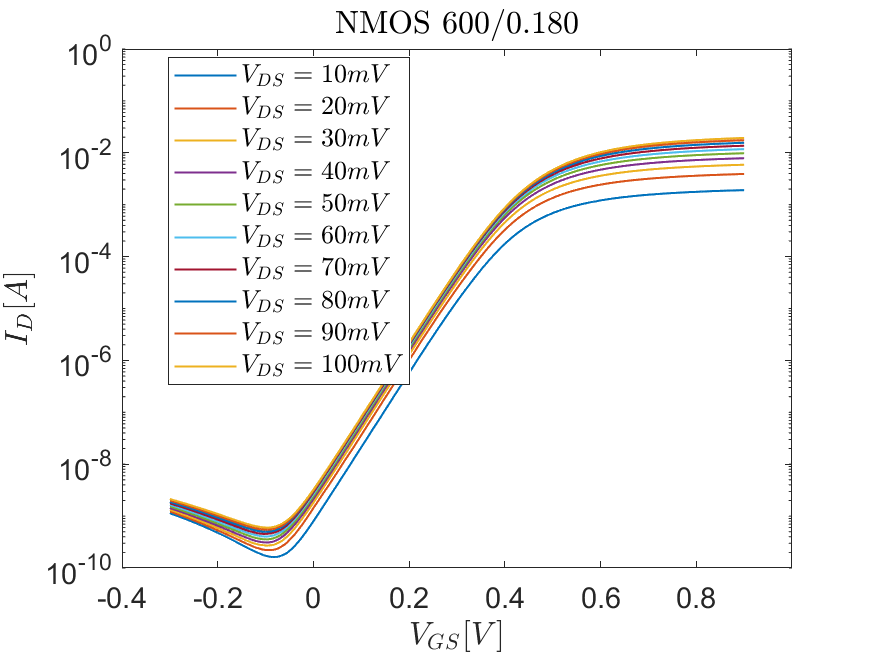 NMOS 600/0.180
10^0
10^-2
10^-4
10^-6
10^-8
10^-10
I_D[A]
V_DS = 10mV
V_DS = 20mV
V_DS = 30mV
V_DS = 40mV
V_DS = 50mV
V_DS = 60mV
V_DS = 70mV
V_DS = 80mV
V_DS = 90mV
V_DS = 100mV
-0.4 -0.2 0 0.2 0.4 0.6 0.8
V_GS[V]